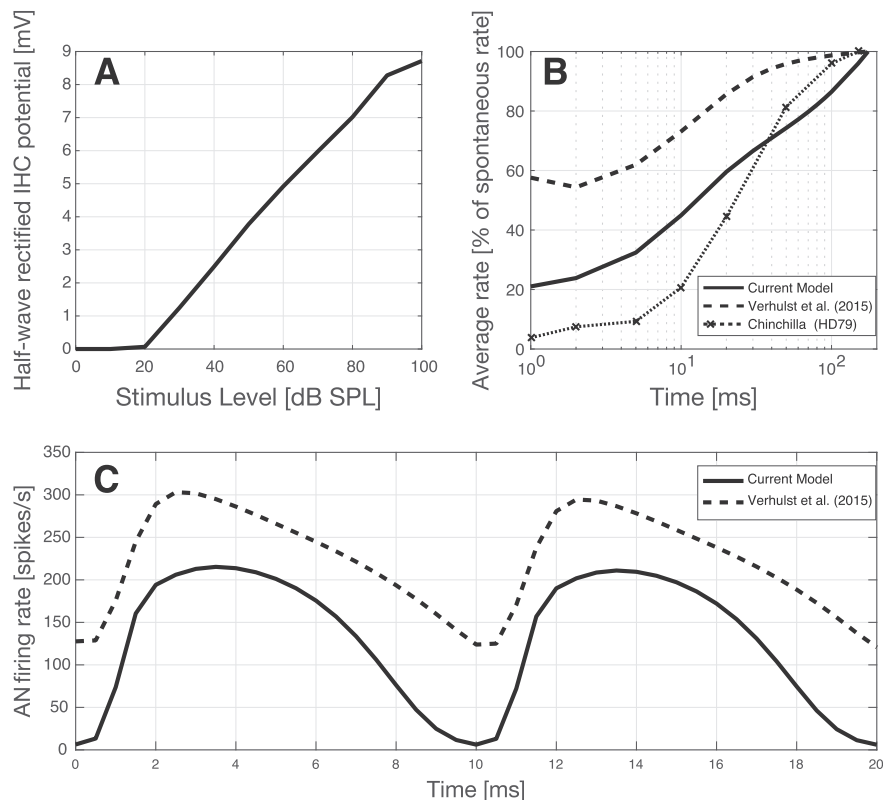 A
Half-wave rectified IHC potential [mV]
9
8
7
6
5
4
3
2
1
0
0 20 40 60 80 100
Stimulus Level [dB SPL]
B
Average rate [% of spontaneous rate]
100
80
60
40
20
0
10^0 10^1 10^2
Time [ms]
Current Model
Verhulst et al. (2015)
Chinchilla (HD79)
C
AN firing rate [spikes/s]
350
300
250
200
150
100
50
0
0 2 4 6 8 10 12 14 16 18 20
Time [ms]
Current Model
Verhulst et al. (2015)